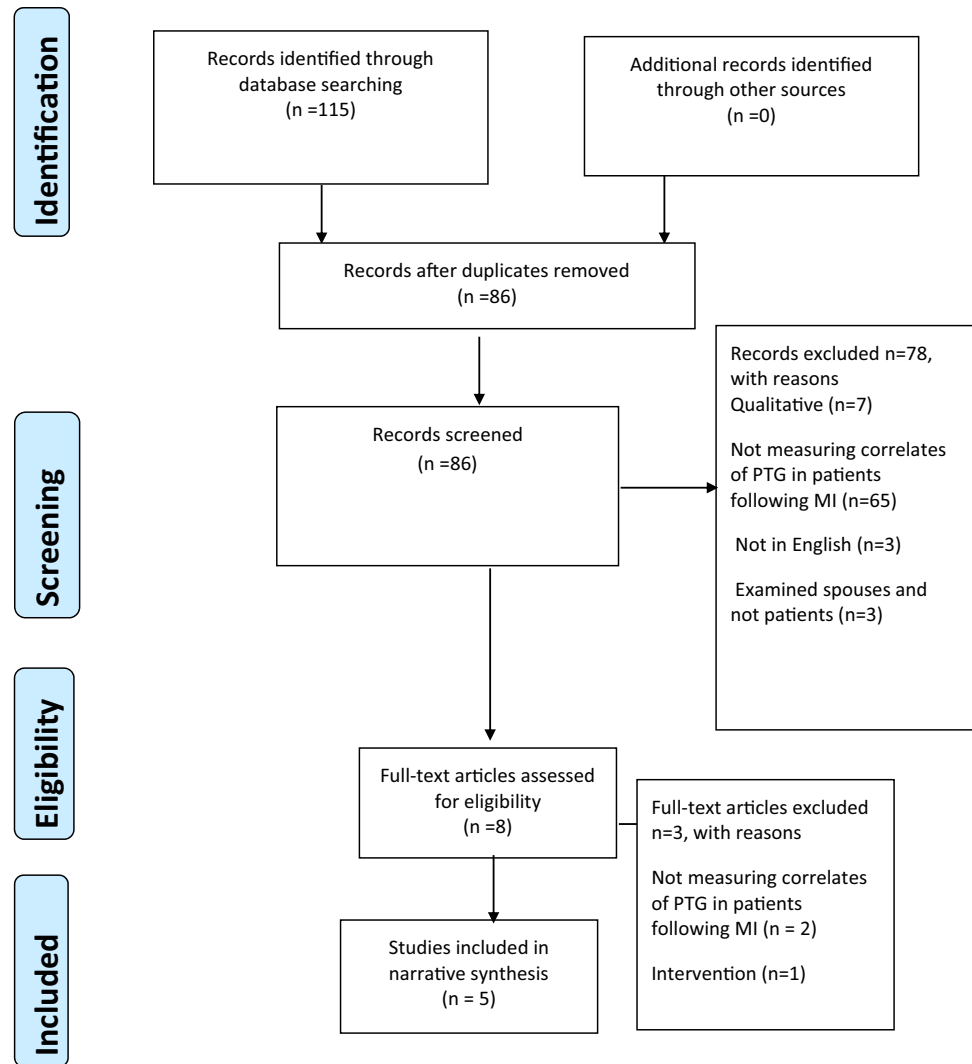 Identification
Records identified through
database searching
(n =115)
Additional records identified
through other sources
(n =0)
Records after duplicates removed
(n =86)
Screening
Records screened
(n =86)
Records excluded n=78,
with reasons
Qualitative (n=7)
Not measuring correlates
of PTG in patients
following MI (n=65)
Not in English (n=3)
Examined spouses and
not patients (n=3)
Eligibility
Full-text articles assessed
for eligibility
(n =8)
Full-text articles excluded
n=3, with reasons
Not measuring correlates
of PTG in patients
following MI (n = 2)
Intervention (n=1)
Included
Studies included in
narrative synthesis
(n = 5)